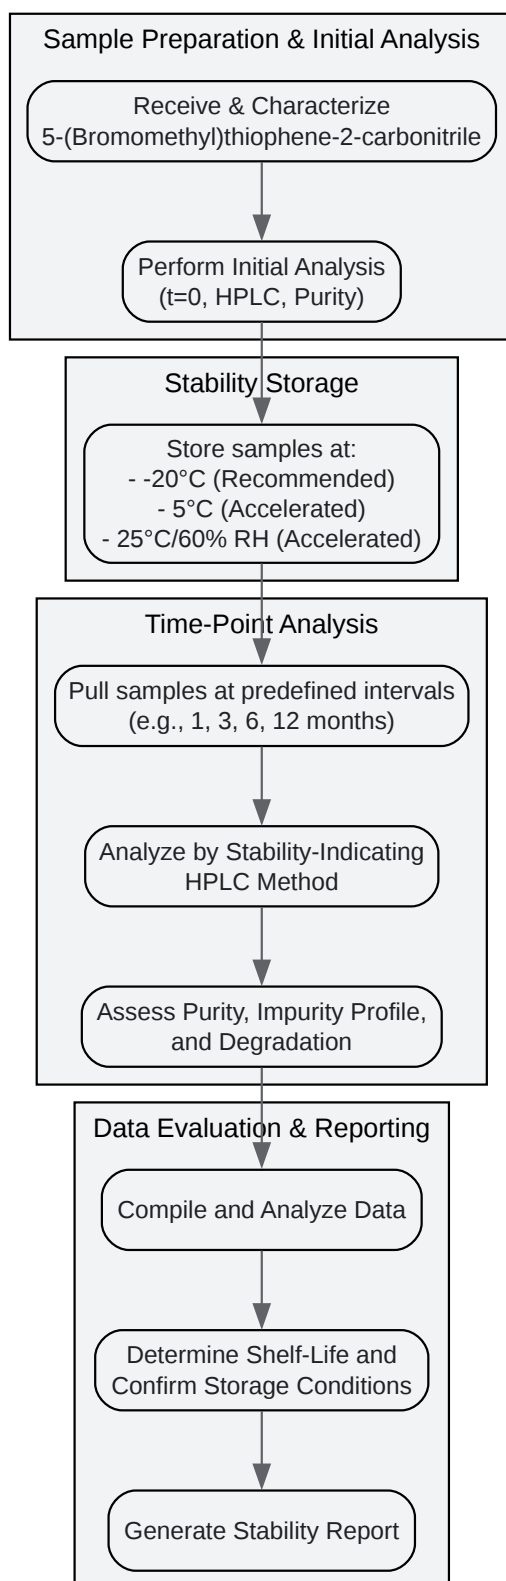 Sample Preparation & Initial Analysis
Receive & Characterize
5-(Bromomethyl)thiophene-2-carbonitrile
Perform Initial Analysis
(t=0, HPLC, Purity)
Stability Storage
Store samples at:
- -20°C (Recommended)
- 5°C (Accelerated)
- 25°C/60% RH (Accelerated)
Time-Point Analysis
Pull samples at predefined intervals
(e.g., 1, 3, 6, 12 months)
Analyze by Stability-Indicating
HPLC Method
Assess Purity, Impurity Profile,
and Degradation
Data Evaluation & Reporting
Compile and Analyze Data
Determine Shelf-Life and
Confirm Storage Conditions
Generate Stability Report